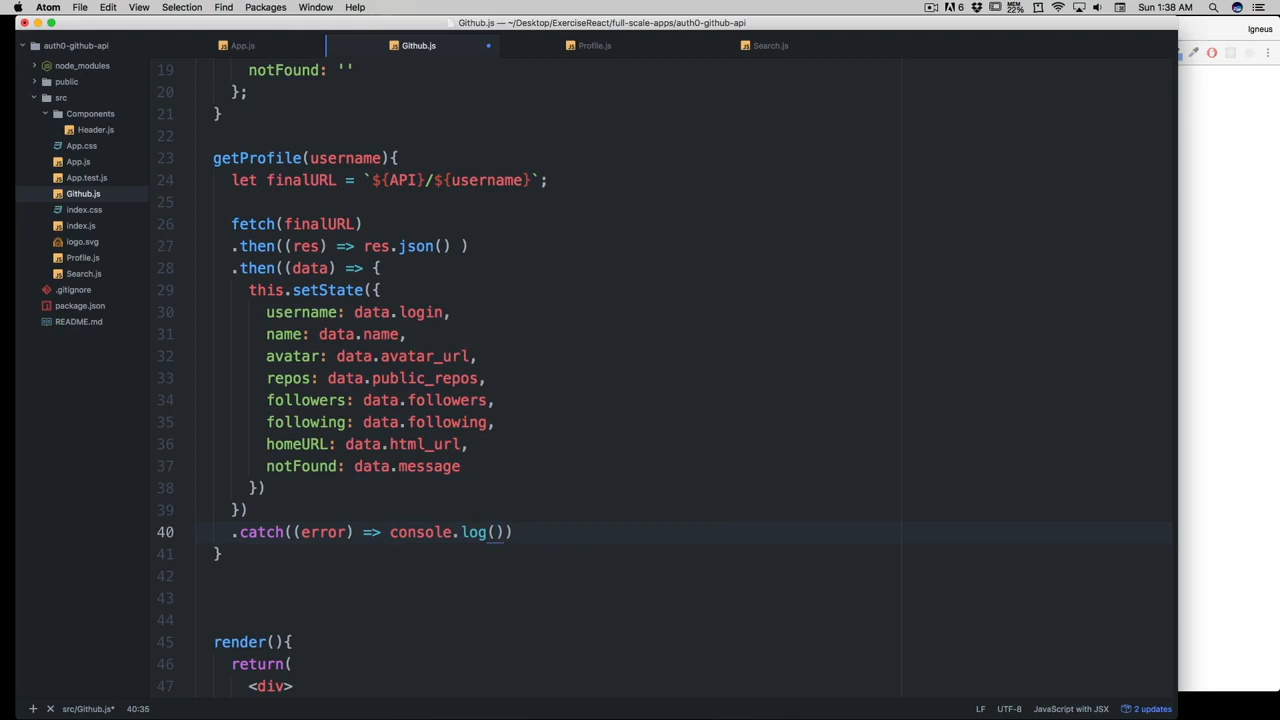 Atom File Edit View Selection Find Packages Window Help
6 MEM 22% Sun 1:38 AM
Github.js — ~/Desktop/ExerciseReact/full-scale-apps/auth0-github-api
Igneus
auth0-github-api
node_modules
public
src
Components
Header.js
App.css
App.js
App.test.js
Github.js
index.css
index.js
logo.svg
Profile.js
Search.js
.gitignore
package.json
README.md
App.js Github.js Profile.js Search.js
19 notFound: ''
20 };
21 }
22
23 getProfile(username){
24 let finalURL = `${API}/${username}`;
25
26 fetch(finalURL)
27 .then((res) => res.json() )
28 .then((data) => {
29 this.setState({
30 username: data.login,
31 name: data.name,
32 avatar: data.avatar_url,
33 repos: data.public_repos,
34 followers: data.followers,
35 following: data.following,
36 homeURL: data.html_url,
37 notFound: data.message
38 })
39 })
40 .catch((error) => console.log())
41 }
42
43
44
45 render(){
46 return(
47 <div>
src/Github.js* 40:35 LF UTF-8 JavaScript with JSX 2 updates